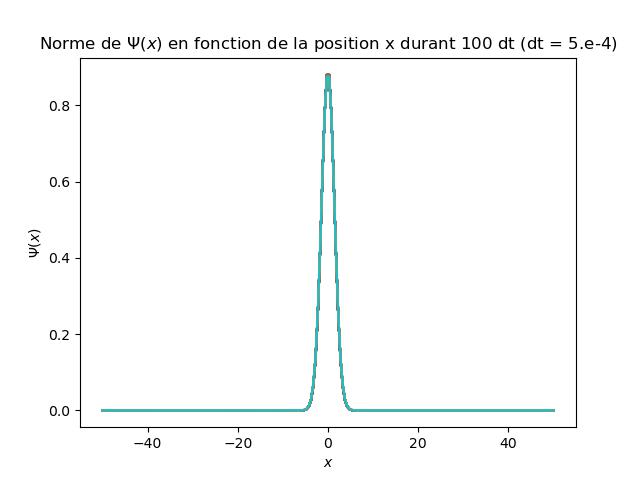 Norme de Ψ(x) en fonction de la position x durant 100 dt (dt = 5.e-4)
0.8
0.6
0.4
0.2
0.0
Ψ(x)
−40 −20 0 20 40
x